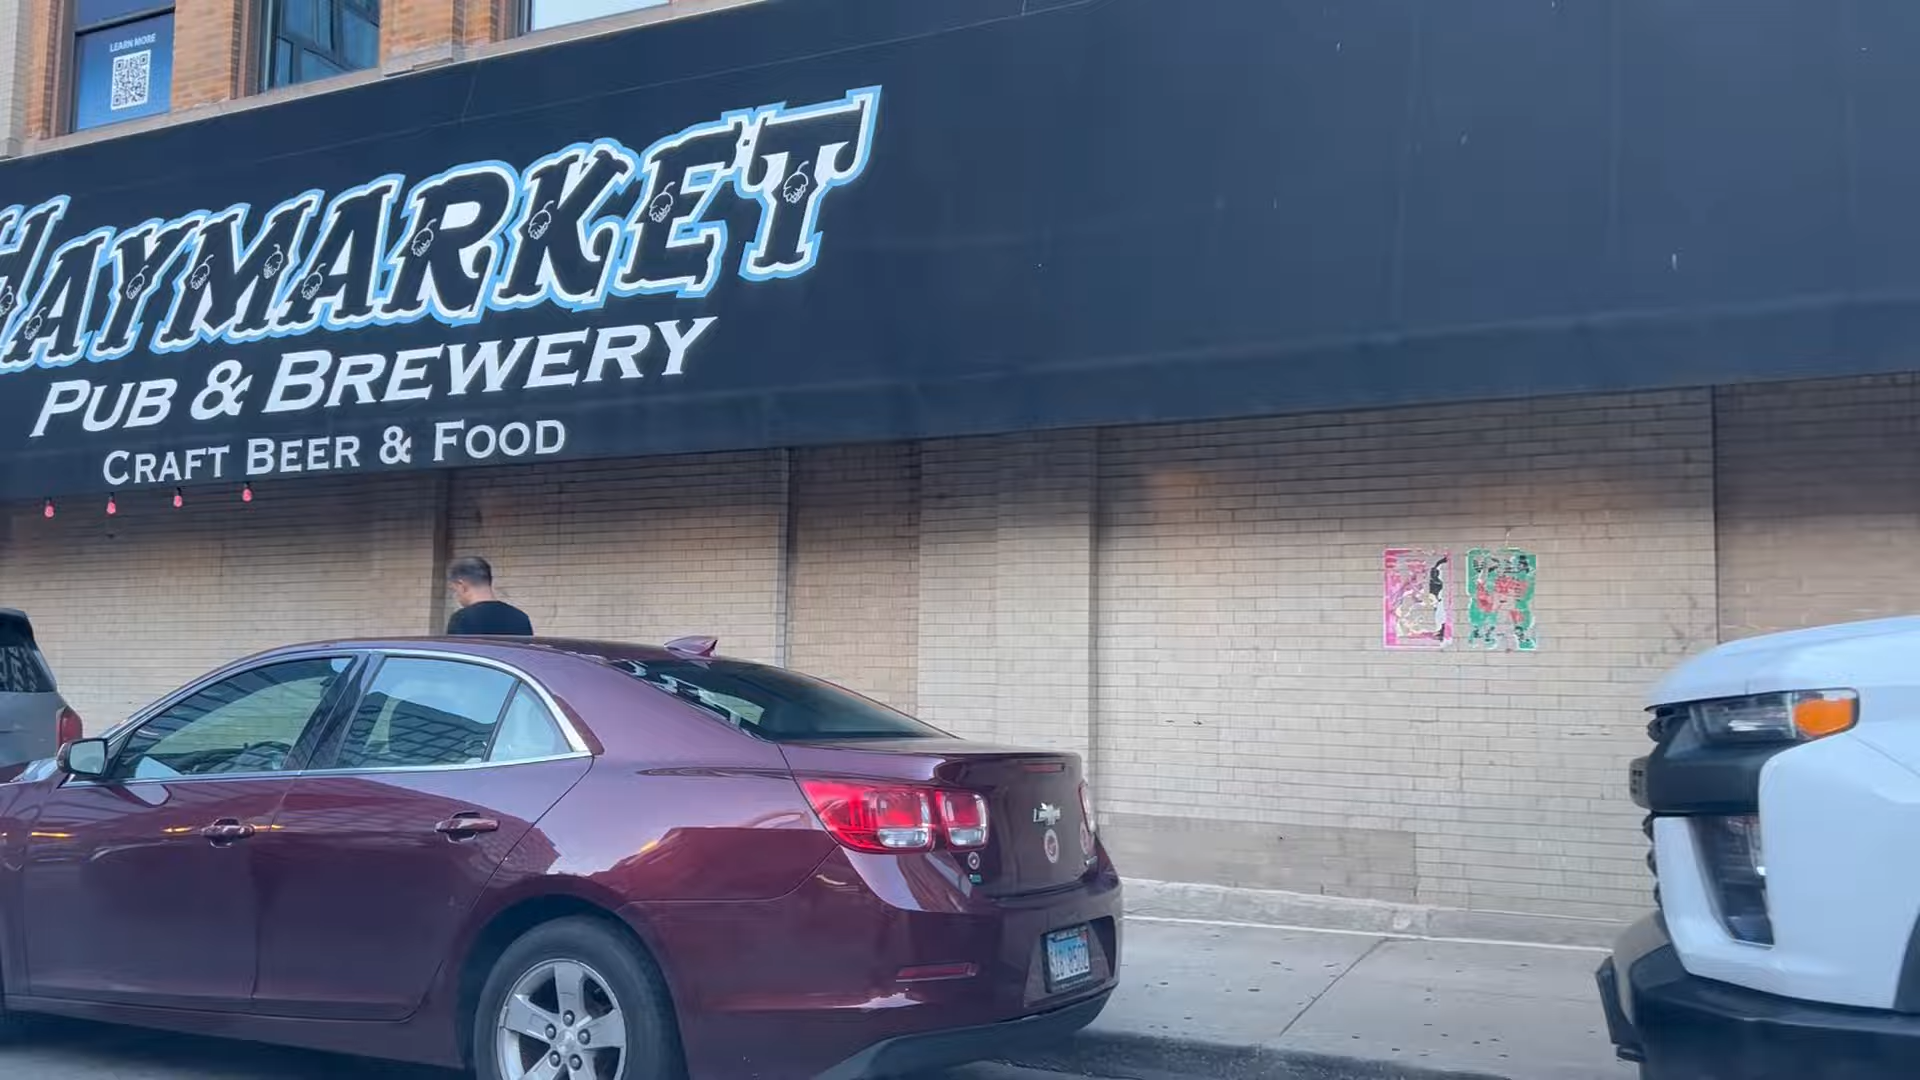 LEARN MORE
HAYMARKET
PUB & BREWERY
CRAFT BEER & FOOD